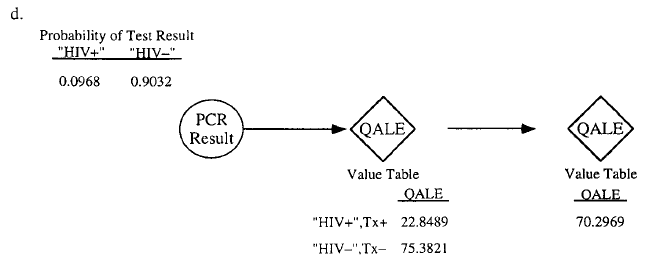 d.
Probability of Test Result
"HIV+" "HIV–"
0.0968 0.9032
PCR
Result
QALE
QALE
Value Table
QALE
"HIV+",Tx+ 22.8489
"HIV–",Tx– 75.3821
Value Table
QALE
70.2969